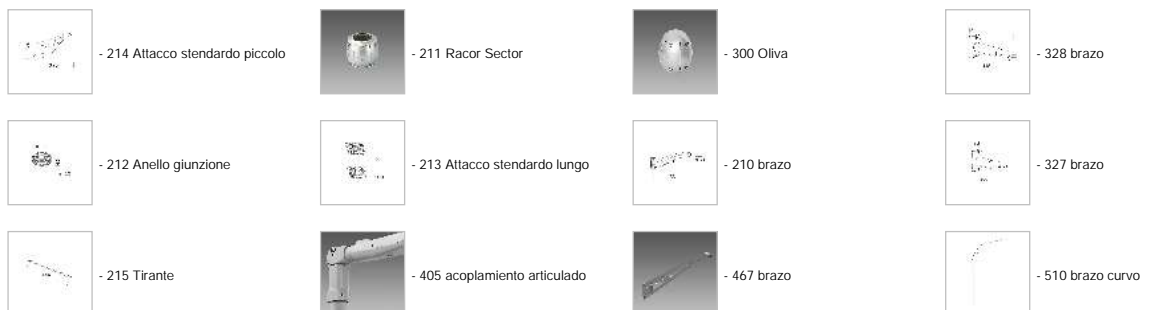 - 214 Attacco stendardo piccolo
- 211 Racor Sector
- 300 Oliva
- 328 brazo
- 212 Anello giunzione
- 213 Attacco stendardo lungo
- 210 brazo
- 327 brazo
- 215 Tirante
- 405 acoplamiento articulado
- 467 brazo
- 510 brazo curvo